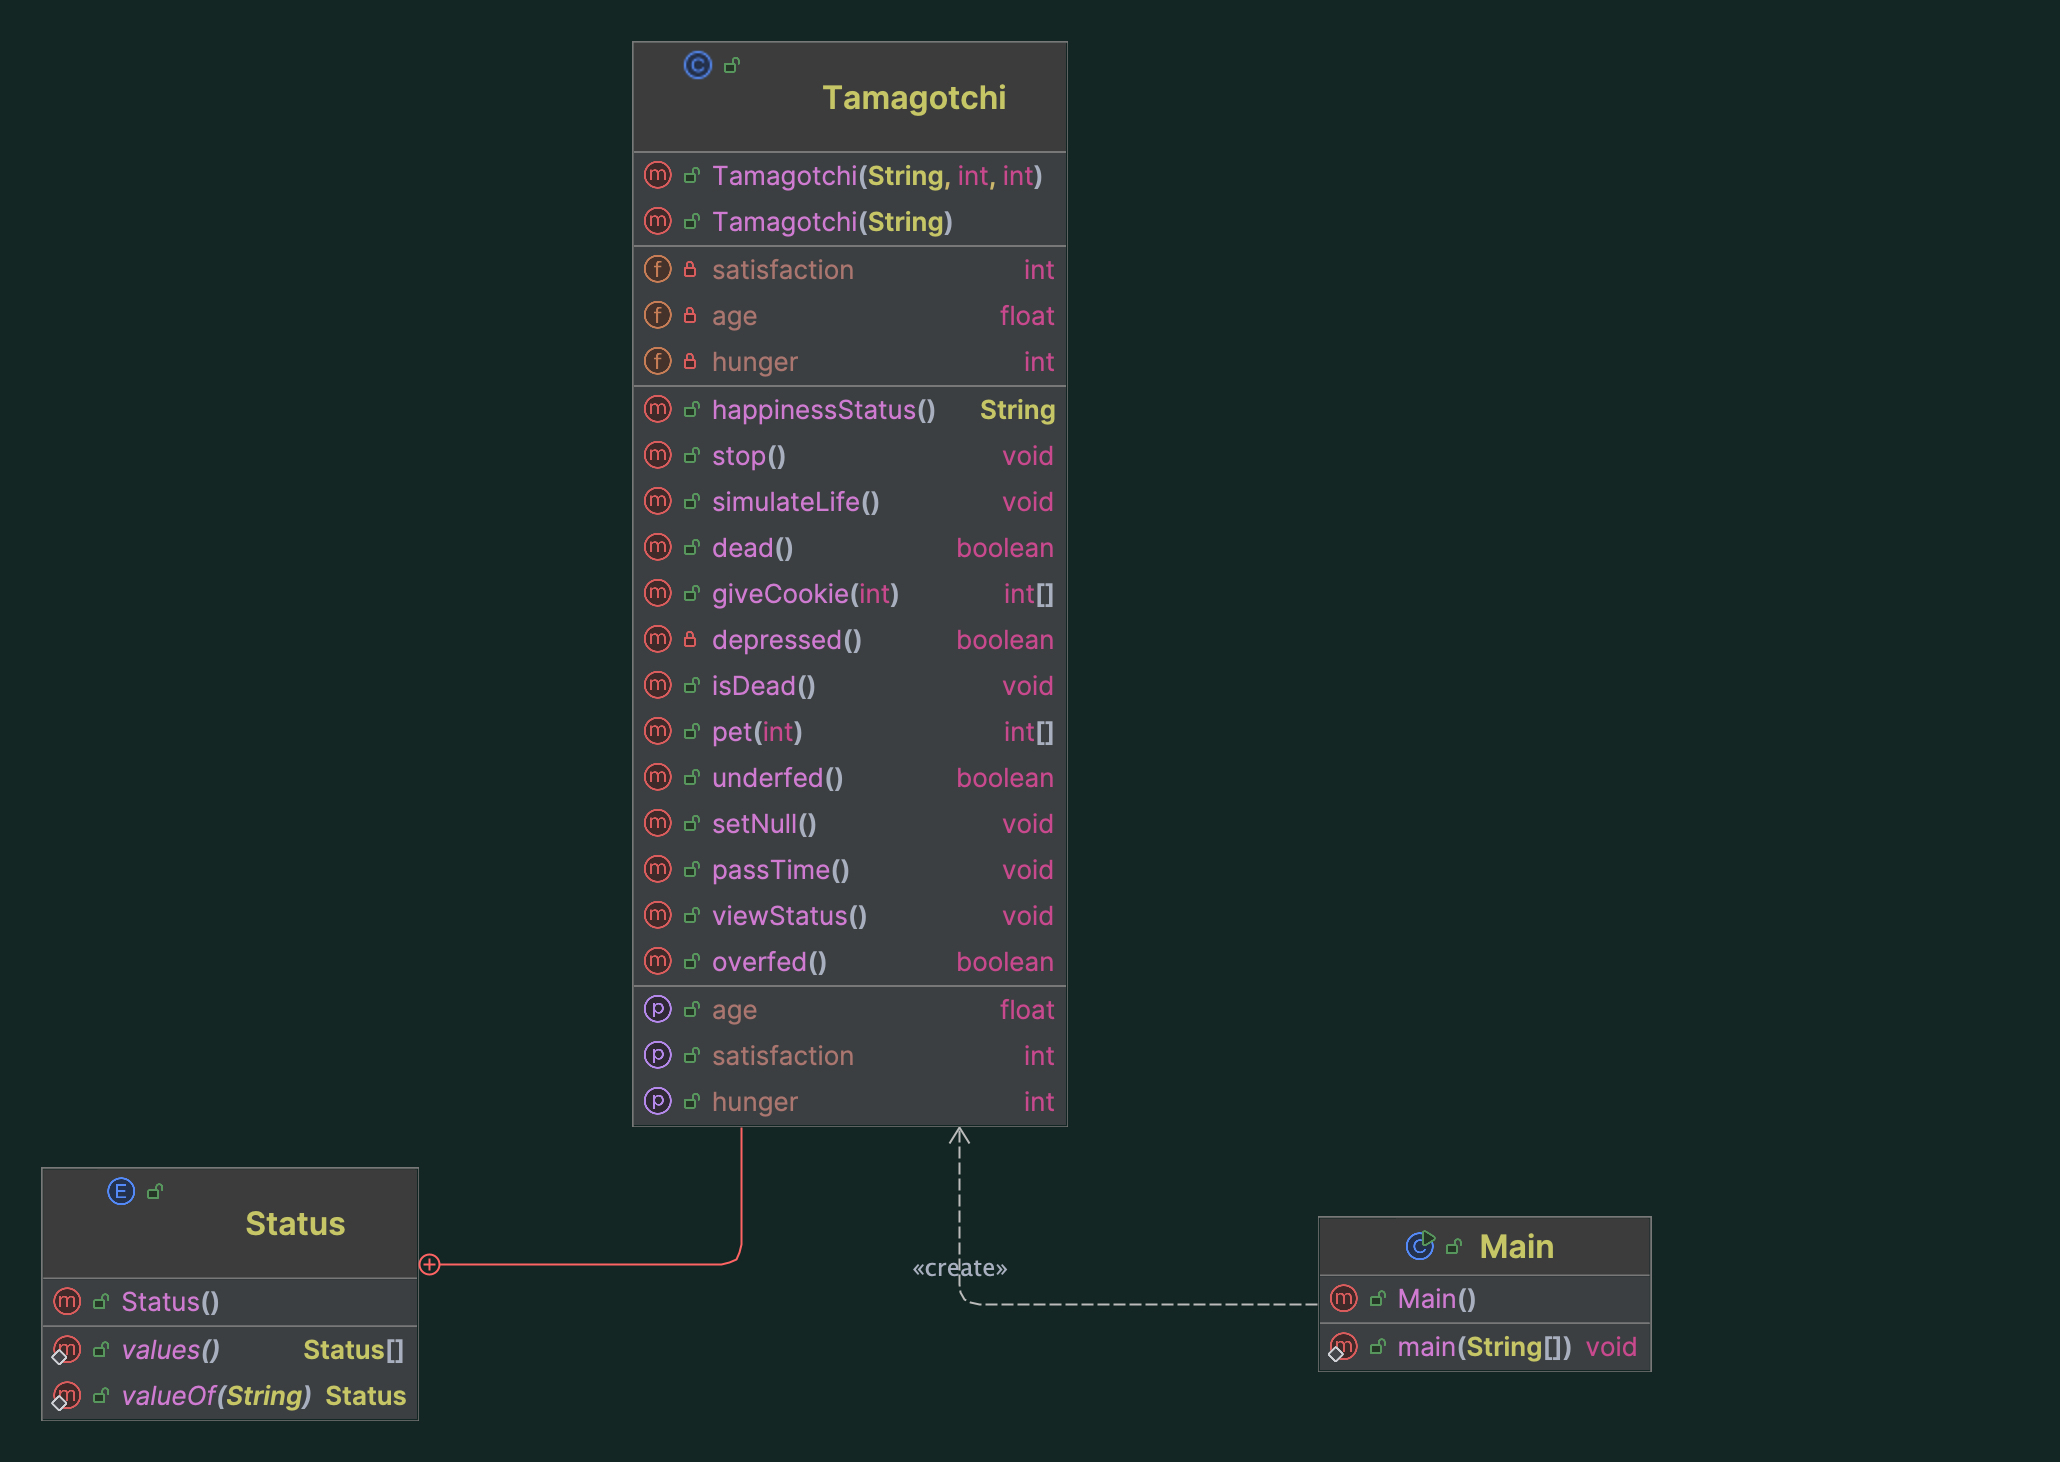 Tamagotchi
Tamagotchi(String, int, int)
Tamagotchi(String)
satisfaction int
age float
hunger int
happinessStatus() String
stop() void
simulateLife() void
dead() boolean
giveCookie(int) int[]
depressed() boolean
isDead() void
pet(int) int[]
underfed() boolean
setNull() void
passTime() void
viewStatus() void
overfed() boolean
age float
satisfaction int
hunger int
Status
Status()
values() Status[]
valueOf(String) Status
«create»
Main
Main()
main(String[]) void